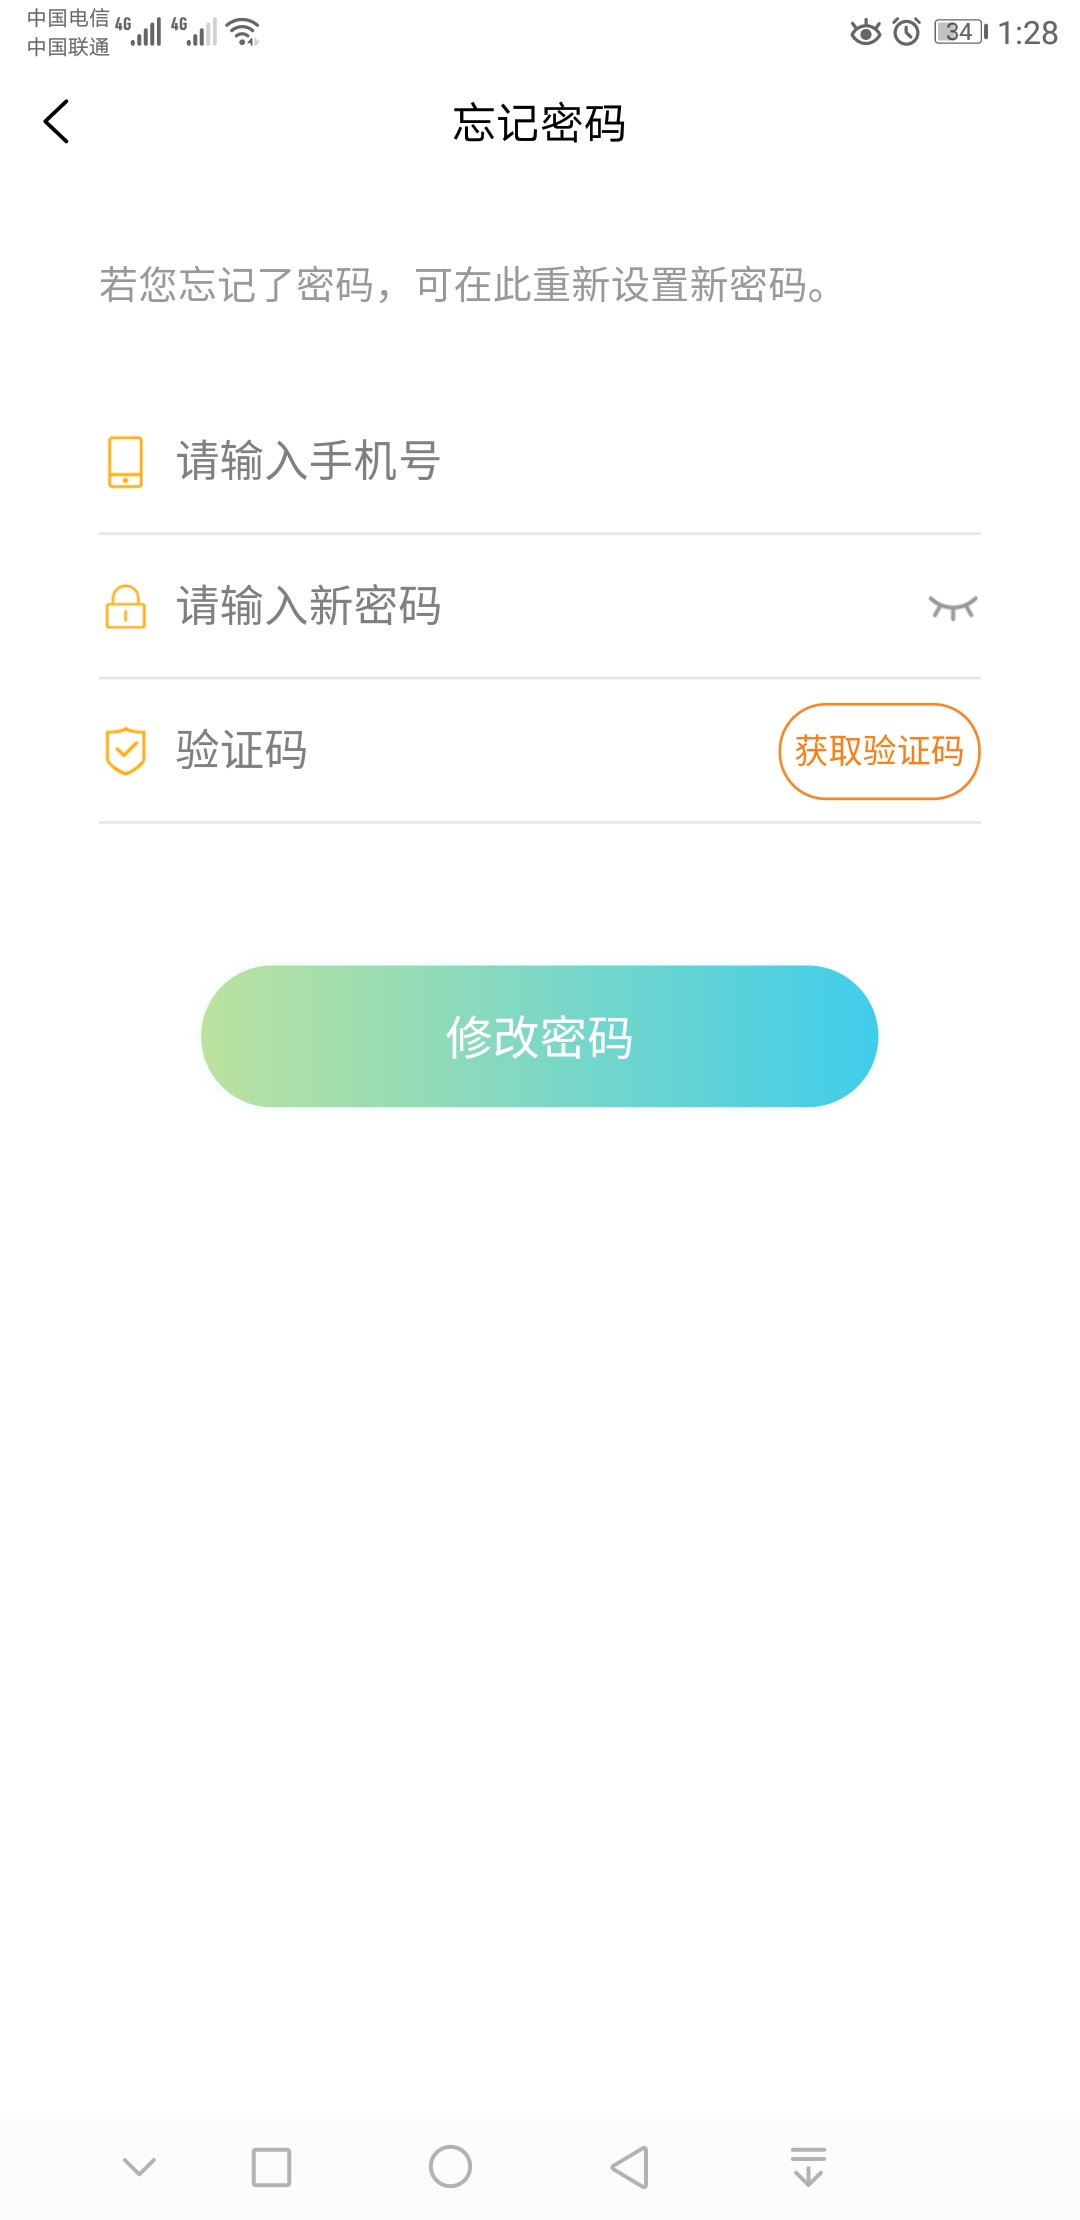 中国电信 4G 4G 34 1:28
中国联通
忘记密码
若您忘记了密码，可在此重新设置新密码。
请输入手机号
请输入新密码
验证码 获取验证码
修改密码